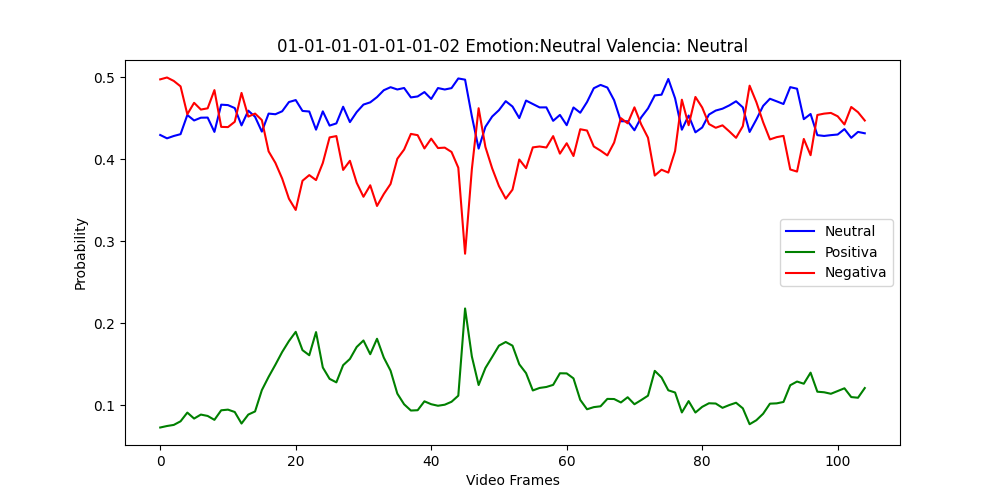 01-01-01-01-01-01-02 Emotion:Neutral Valencia: Neutral
0.5
0.4
0.3
0.2
0.1
Probability
Neutral
Positiva
Negativa
0 20 40 60 80 100
Video Frames